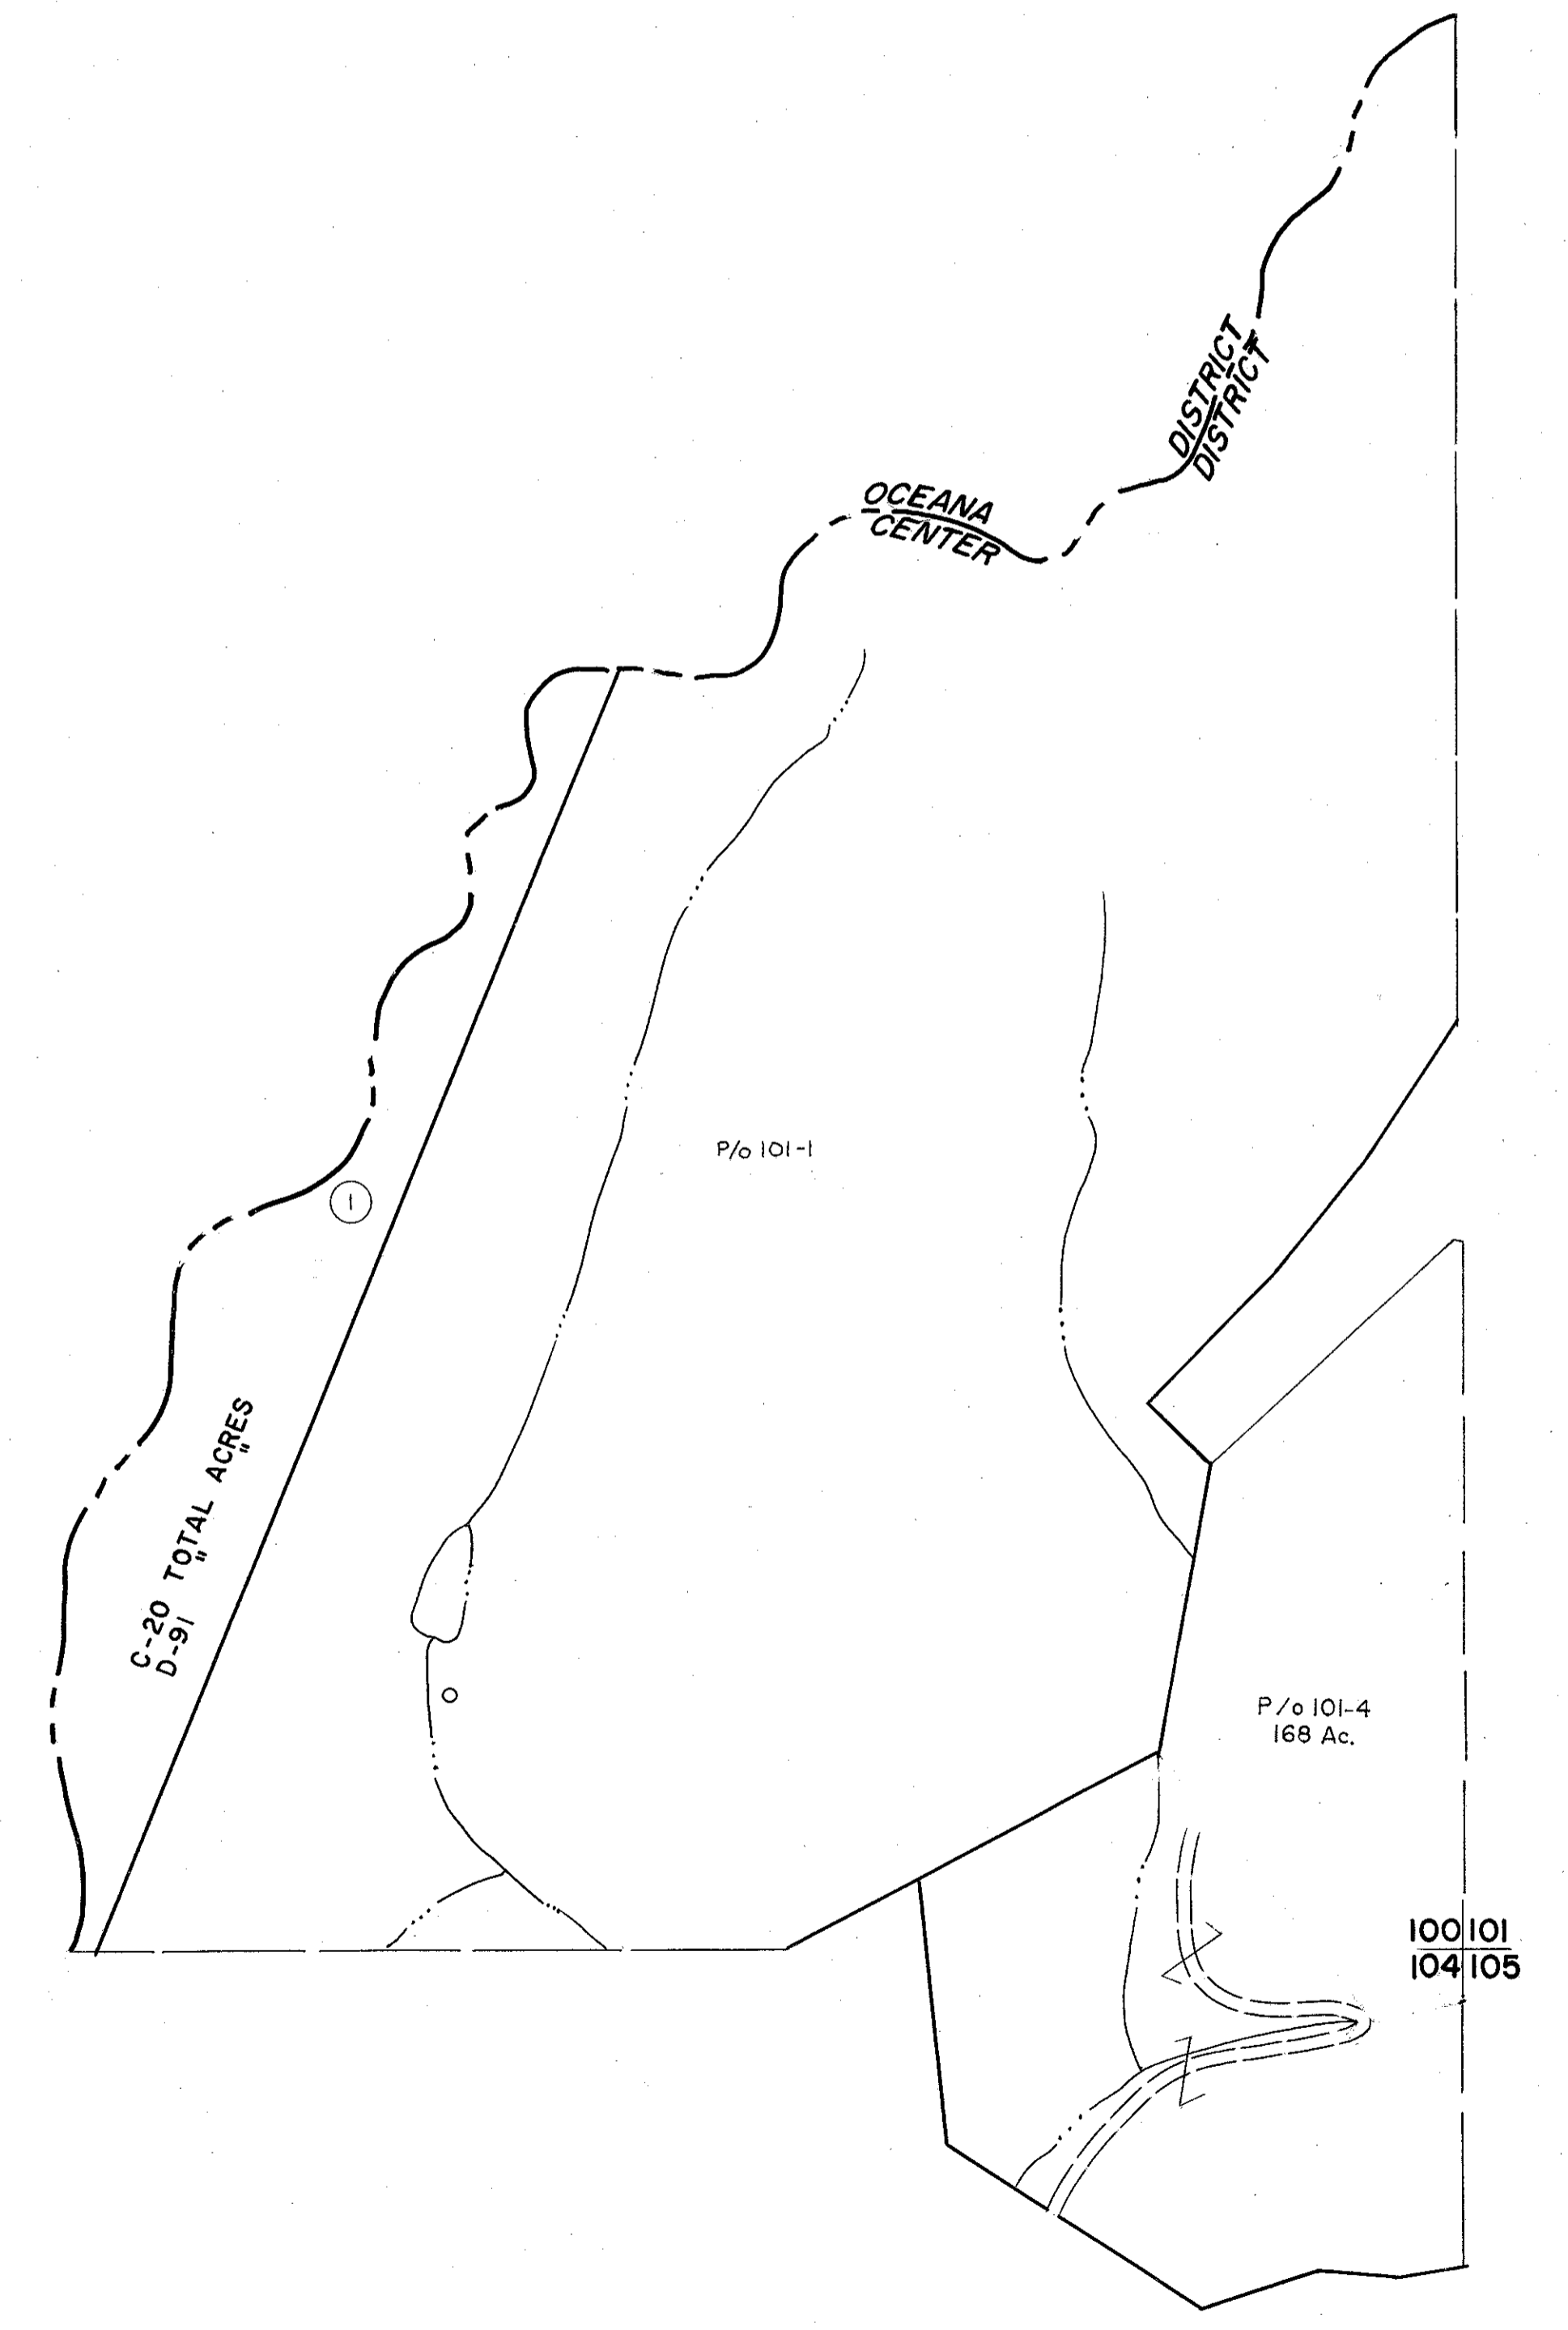 DISTRICT
DISTRICT
OCEANA
CENTER
P/o 101-1
1
C-20 TOTAL ACRES
D-91 " "
P/o 101-4
168 Ac.
100 101
104 105